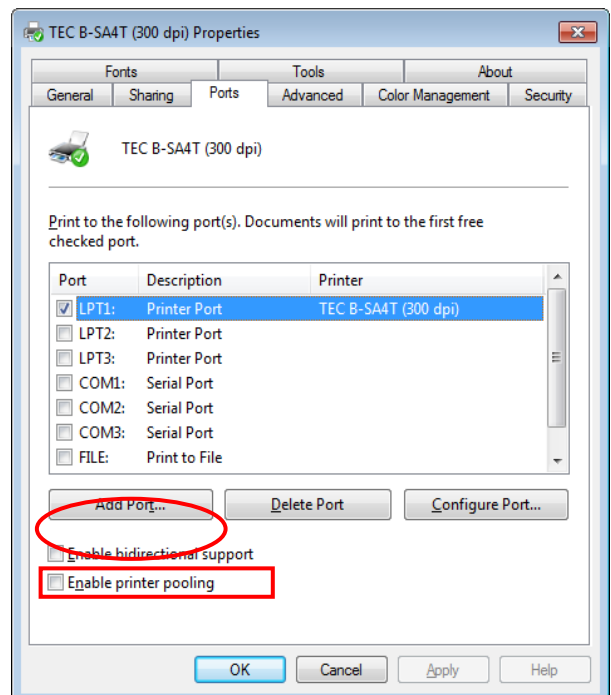 TEC B-SA4T (300 dpi) Properties
Fonts Tools About
General Sharing Ports Advanced Color Management Security
TEC B-SA4T (300 dpi)
Print to the following port(s). Documents will print to the first free
checked port.
Port Description Printer
LPT1: Printer Port TEC B-SA4T (300 dpi)
LPT2: Printer Port
LPT3: Printer Port
COM1: Serial Port
COM2: Serial Port
COM3: Serial Port
FILE: Print to File
Add Port... Delete Port Configure Port...
Enable bidirectional support
Enable printer pooling
OK Cancel Apply Help